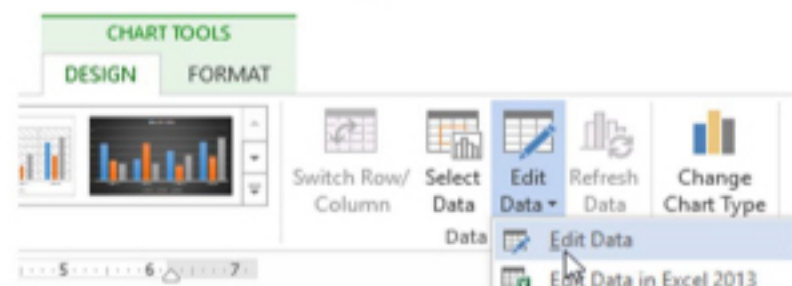 CHART TOOLS
DESIGN FORMAT
Switch Row/ Select Edit Refresh Change
Column Data Data Data Chart Type
Data
Edit Data
5 6 7
Edit Data in Excel 2013